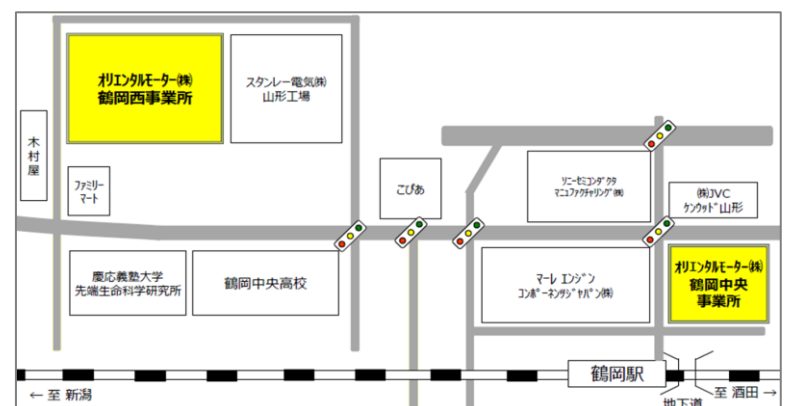 オリエンタルモーター㈱
鶴岡西事業所
スタンレー電気㈱
山形工場
木村屋
ファミリー
マート
こぴあ
ソニーセミコンダクタ
マニュファクチャリング㈱
㈱JVC
ケンウッド山形
慶応義塾大学
先端生命科学研究所
鶴岡中央高校
マーレ エンジン
コンポーネンツジャパン㈱
オリエンタルモーター㈱
鶴岡中央
事業所
鶴岡駅
← 至 新潟
地下道
至 酒田 →